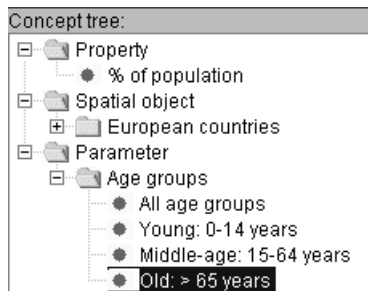 Concept tree:
Property
% of population
Spatial object
European countries
Parameter
Age groups
All age groups
Young: 0-14 years
Middle-age: 15-64 years
Old: > 65 years